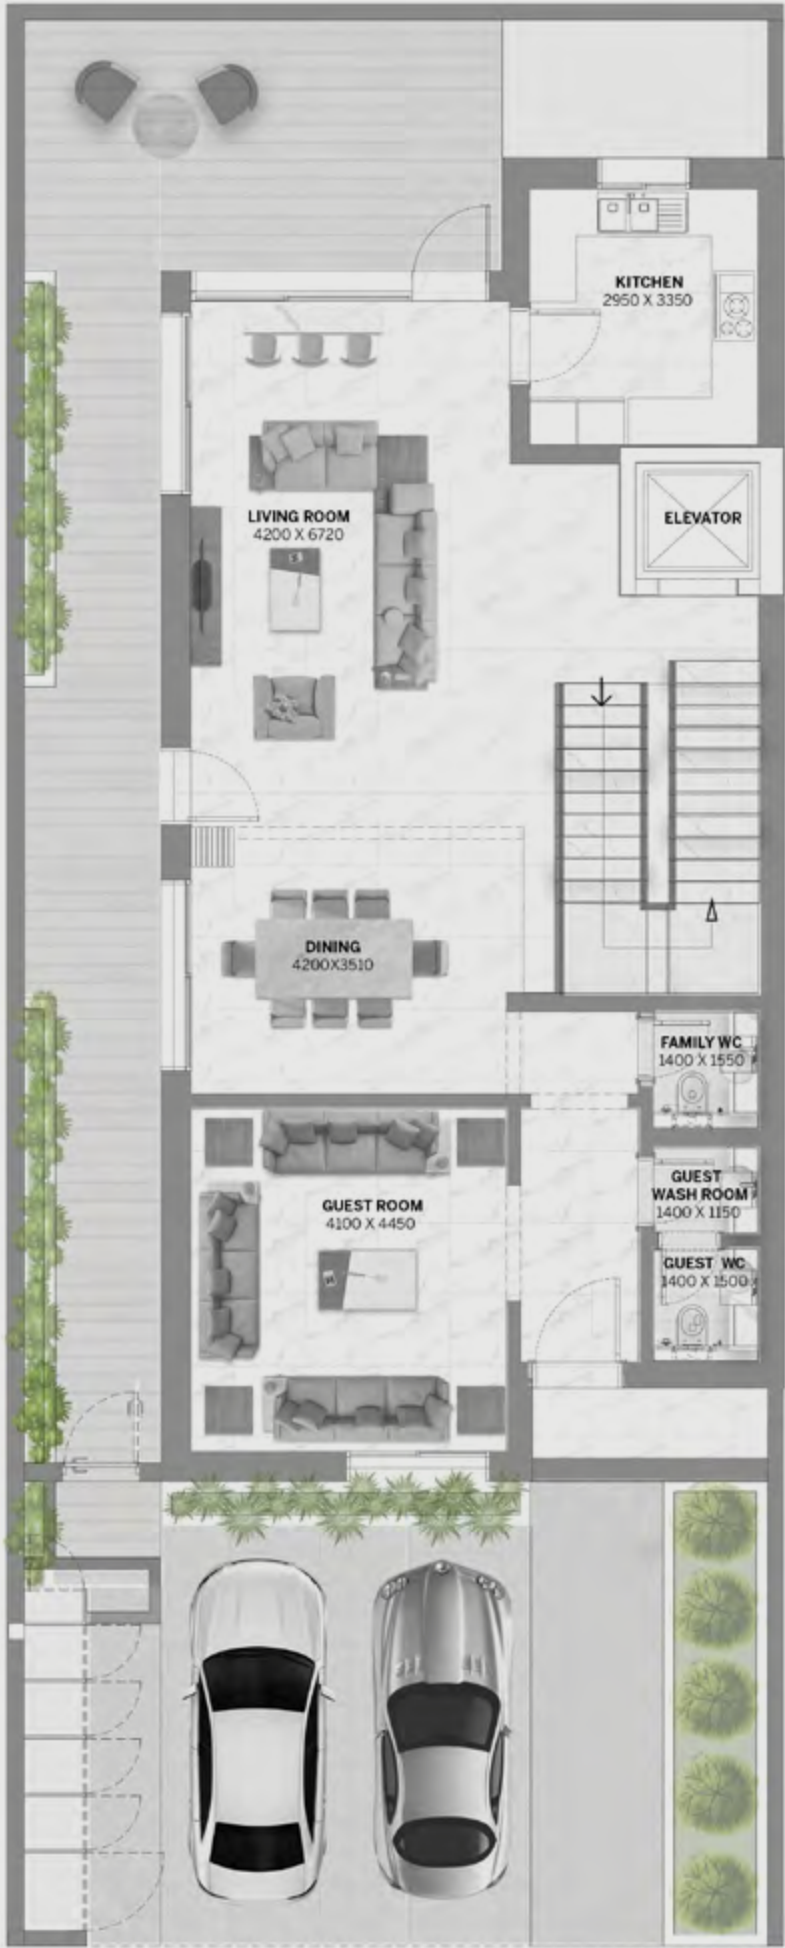 KITCHEN
2950 X 3350
ELEVATOR
LIVING ROOM
4200 X 6720
DINING
4200X3510
FAMILY WC
1400 X 1550
GUEST
WASH ROOM
1400 X 1150
GUEST ROOM
4100 X 4450
GUEST WC
1400 X 1500